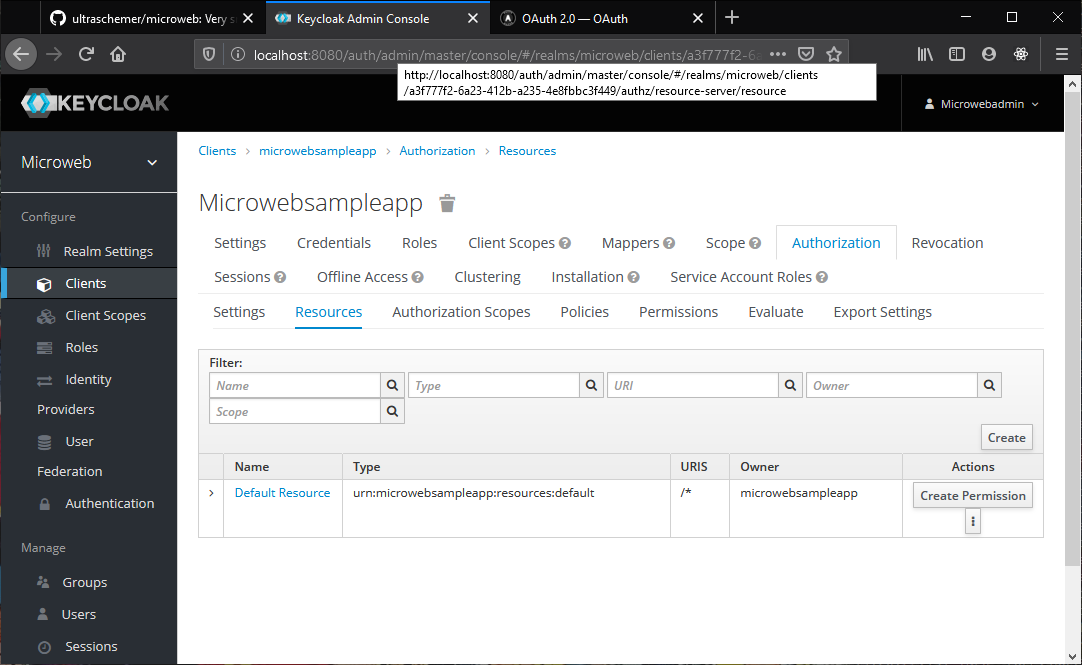 ultraschemer/microweb: Very s
Keycloak Admin Console
OAuth 2.0 — OAuth
localhost:8080/auth/admin/master/console/#/realms/microweb/clients/a3f777f2-6a
http://localhost:8080/auth/admin/master/console/#/realms/microweb/clients
/a3f777f2-6a23-412b-a235-4e8fbbc3f449/authz/resource-server/resource
KEYCLOAK
Microwebadmin
Microweb
Configure
Realm Settings
Clients
Client Scopes
Roles
Identity
Providers
User
Federation
Authentication
Manage
Groups
Users
Sessions
Clients > microwebsampleapp > Authorization > Resources
Microwebsampleapp
Settings Credentials Roles Client Scopes Mappers Scope Authorization Revocation
Sessions Offline Access Clustering Installation Service Account Roles
Settings Resources Authorization Scopes Policies Permissions Evaluate Export Settings
Filter:
Name Type URI Owner
Scope
Create
Name Type URIS Owner Actions
Default Resource urn:microwebsampleapp:resources:default /* microwebsampleapp Create Permission